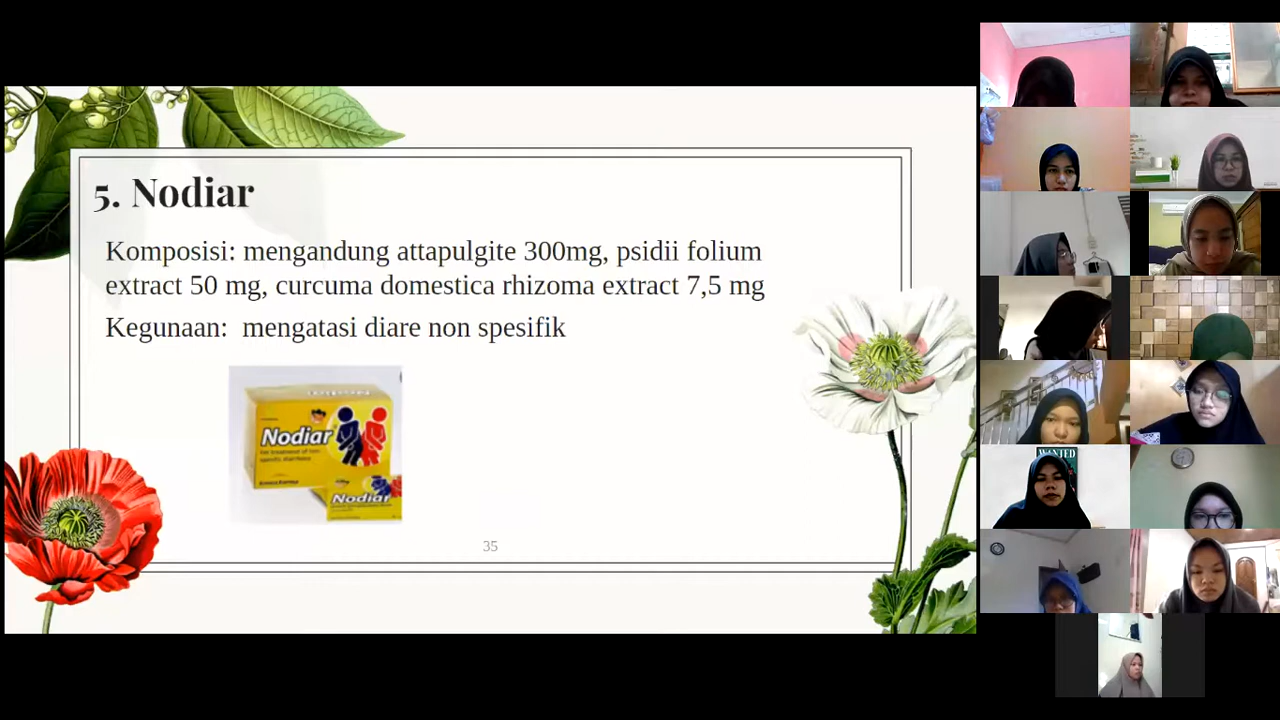 5. Nodiar
Komposisi: mengandung attapulgite 300mg, psidii folium
extract 50 mg, curcuma domestica rhizoma extract 7,5 mg
Kegunaan:  mengatasi diare non spesifik
Nodiar
Nodiar
35
WANTED